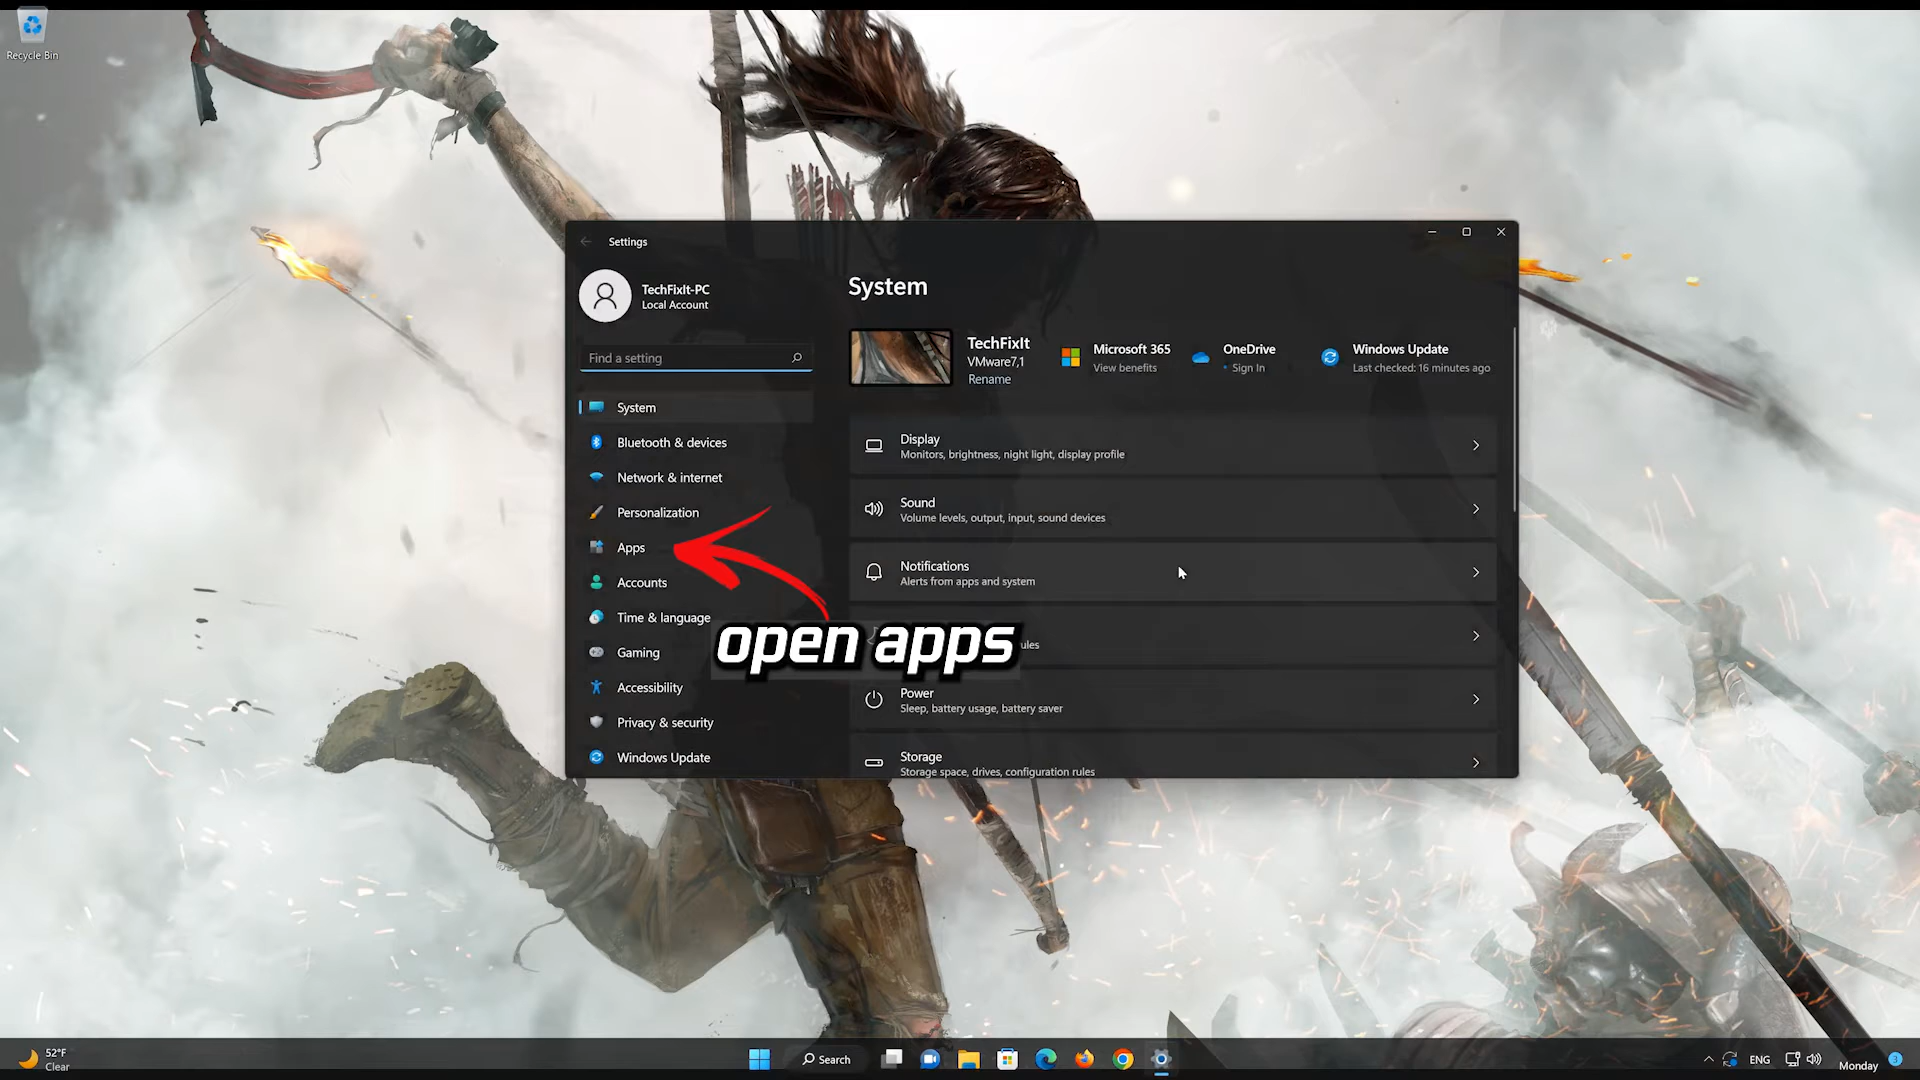 Recycle Bin
Settings
TechFixIt-PC
Local Account
Find a setting
System
Bluetooth & devices
Network & internet
Personalization
Apps
Accounts
Time & language
Gaming
Accessibility
Privacy & security
Windows Update
System
TechFixIt
VMware7,1
Rename
Microsoft 365
View benefits
OneDrive
Sign In
Windows Update
Last checked: 16 minutes ago
Display
Monitors, brightness, night light, display profile
Sound
Volume levels, output, input, sound devices
Notifications
Alerts from apps and system
open apps
Power
Sleep, battery usage, battery saver
Storage
Storage space, drives, configuration rules
52°F
Clear
Search
ENG
Monday
3